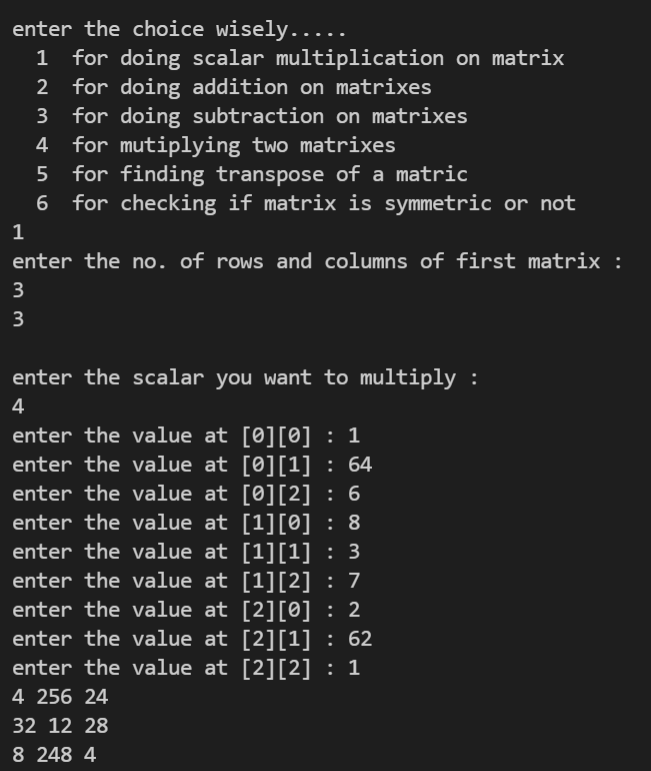 enter the choice wisely.....
1 for doing scalar multiplication on matrix
2 for doing addition on matrixes
3 for doing subtraction on matrixes
4 for mutiplying two matrixes
5 for finding transpose of a matric
6 for checking if matrix is symmetric or not
1
enter the no. of rows and columns of first matrix :
3
3
enter the scalar you want to multiply :
4
enter the value at [0][0] : 1
enter the value at [0][1] : 64
enter the value at [0][2] : 6
enter the value at [1][0] : 8
enter the value at [1][1] : 3
enter the value at [1][2] : 7
enter the value at [2][0] : 2
enter the value at [2][1] : 62
enter the value at [2][2] : 1
4 256 24
32 12 28
8 248 4